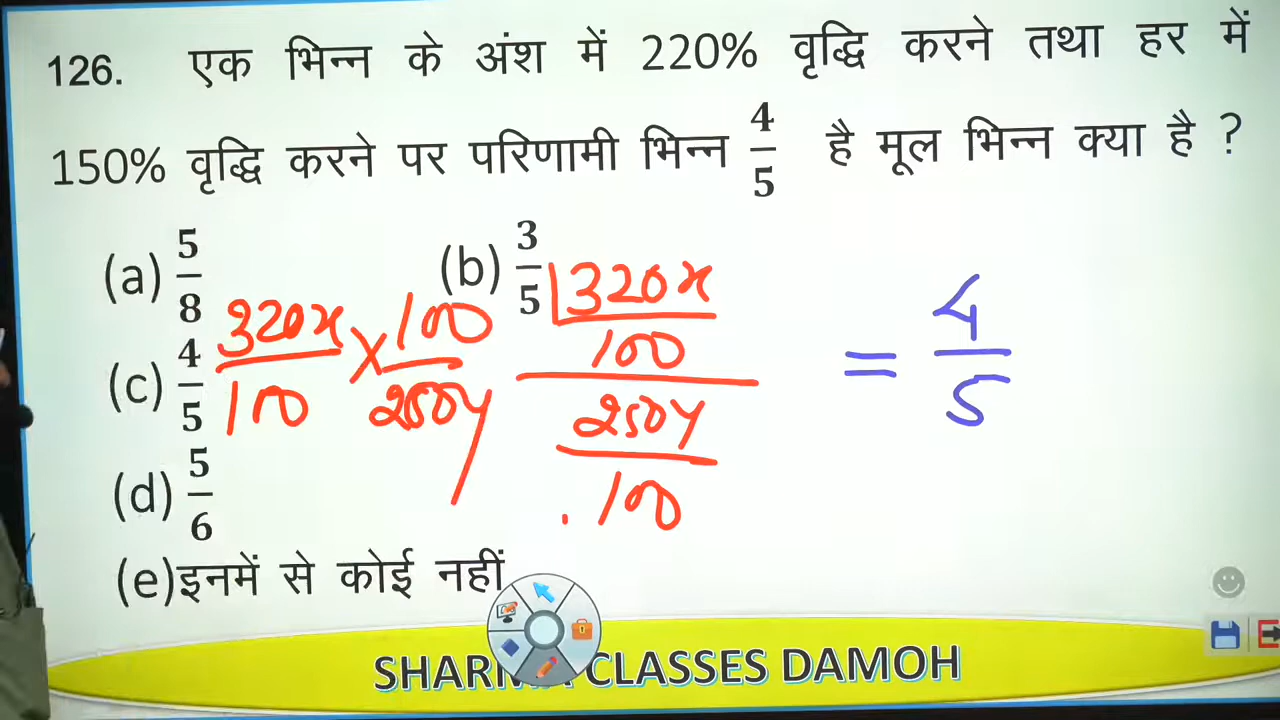 126. एक भिन्न के अंश में 220% वृद्धि करने तथा हर में
150% वृद्धि करने पर परिणामी भिन्न 4/5 है मूल भिन्न क्या है ?
(a) 5/8 (b) 3/5
(c) 4/5
(d) 5/6
(e)इनमें से कोई नहीं
320x/100 × 100/250y
320x/100
250y/100
= 4/5
SHARMA CLASSES DAMOH